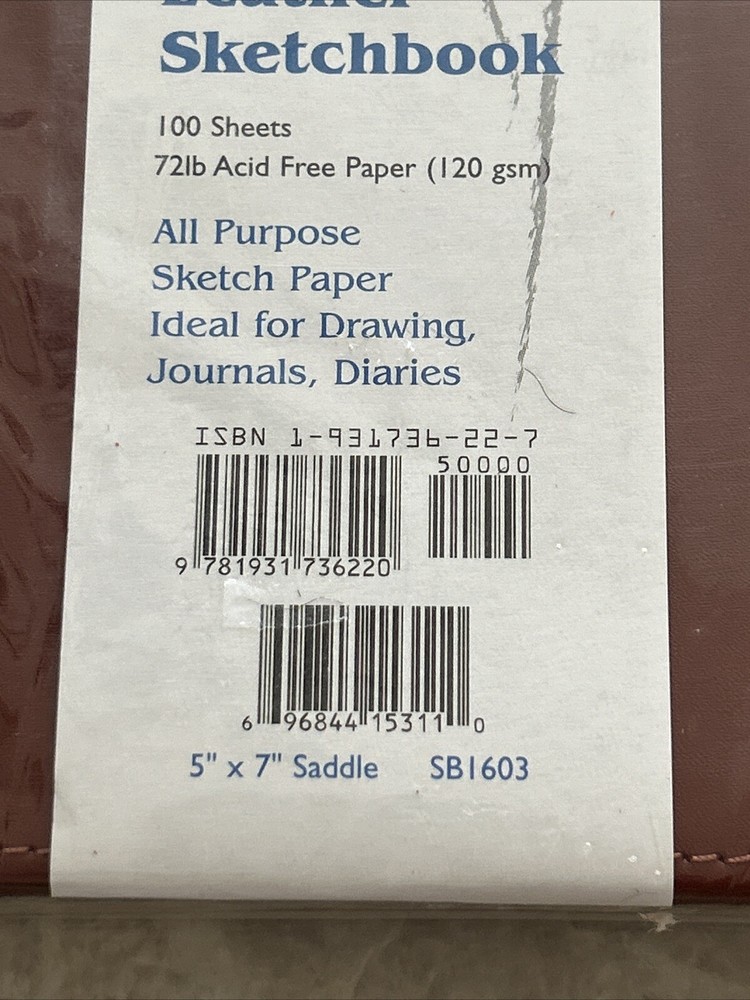 Leather
Sketchbook
100 Sheets
72lb Acid Free Paper (120 gsm)
All Purpose
Sketch Paper
Ideal for Drawing,
Journals, Diaries
ISBN 1-931736-22-7
50000
9 781931 736220
6 96844 15311 0
5" x 7" Saddle SB1603